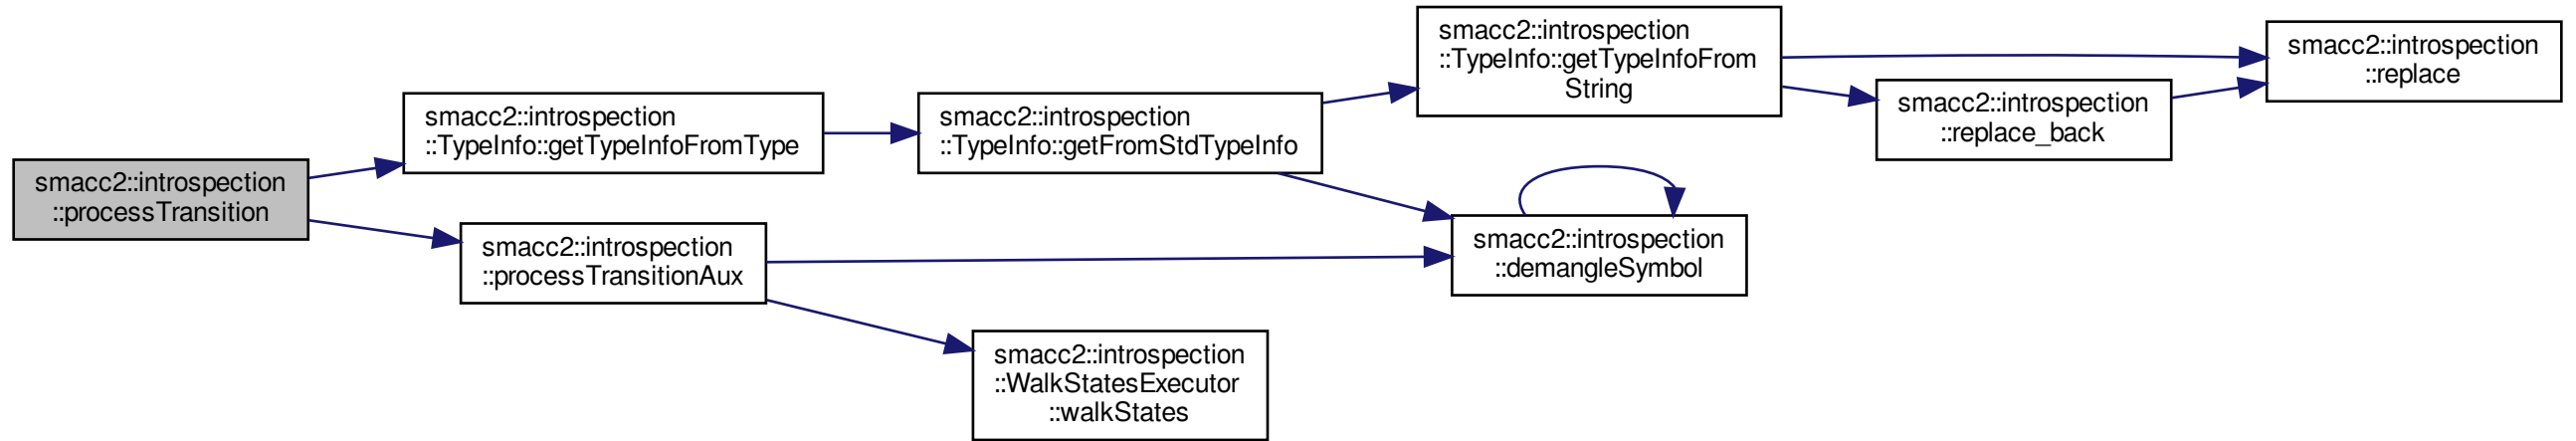 smacc2::introspection
::processTransition
smacc2::introspection
::TypeInfo::getTypeInfoFromType
smacc2::introspection
::processTransitionAux
smacc2::introspection
::TypeInfo::getFromStdTypeInfo
smacc2::introspection
::WalkStatesExecutor
::walkStates
smacc2::introspection
::TypeInfo::getTypeInfoFrom
String
smacc2::introspection
::demangleSymbol
smacc2::introspection
::replace_back
smacc2::introspection
::replace